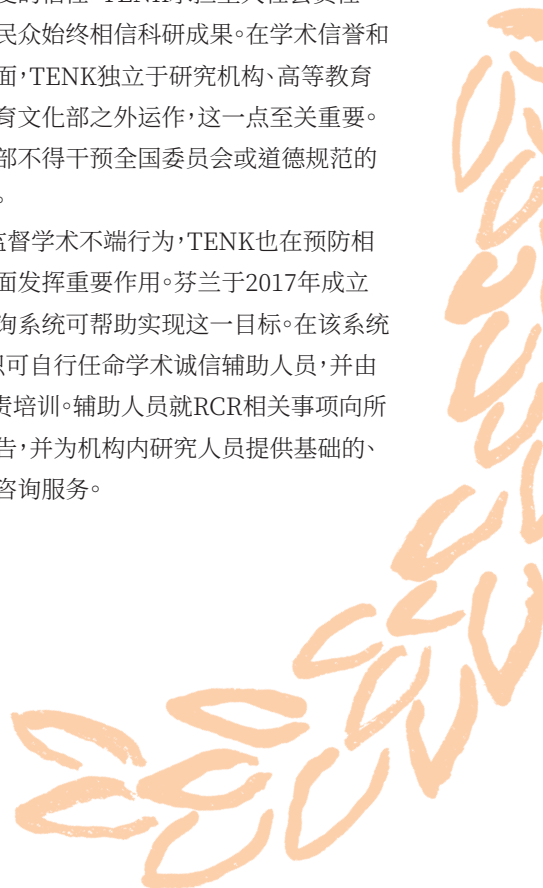 民众始终相信科研成果。在学术信誉和
面，TENK独立于研究机构、高等教育
育文化部之外运作，这一点至关重要。
部不得干预全国委员会或道德规范的
。
监督学术不端行为，TENK也在预防相
面发挥重要作用。芬兰于2017年成立
询系统可帮助实现这一目标。在该系统
可自行任命学术诚信辅助人员，并由
责培训。辅助人员就RCR相关事项向所
告，并为机构内研究人员提供基础的、
咨询服务。